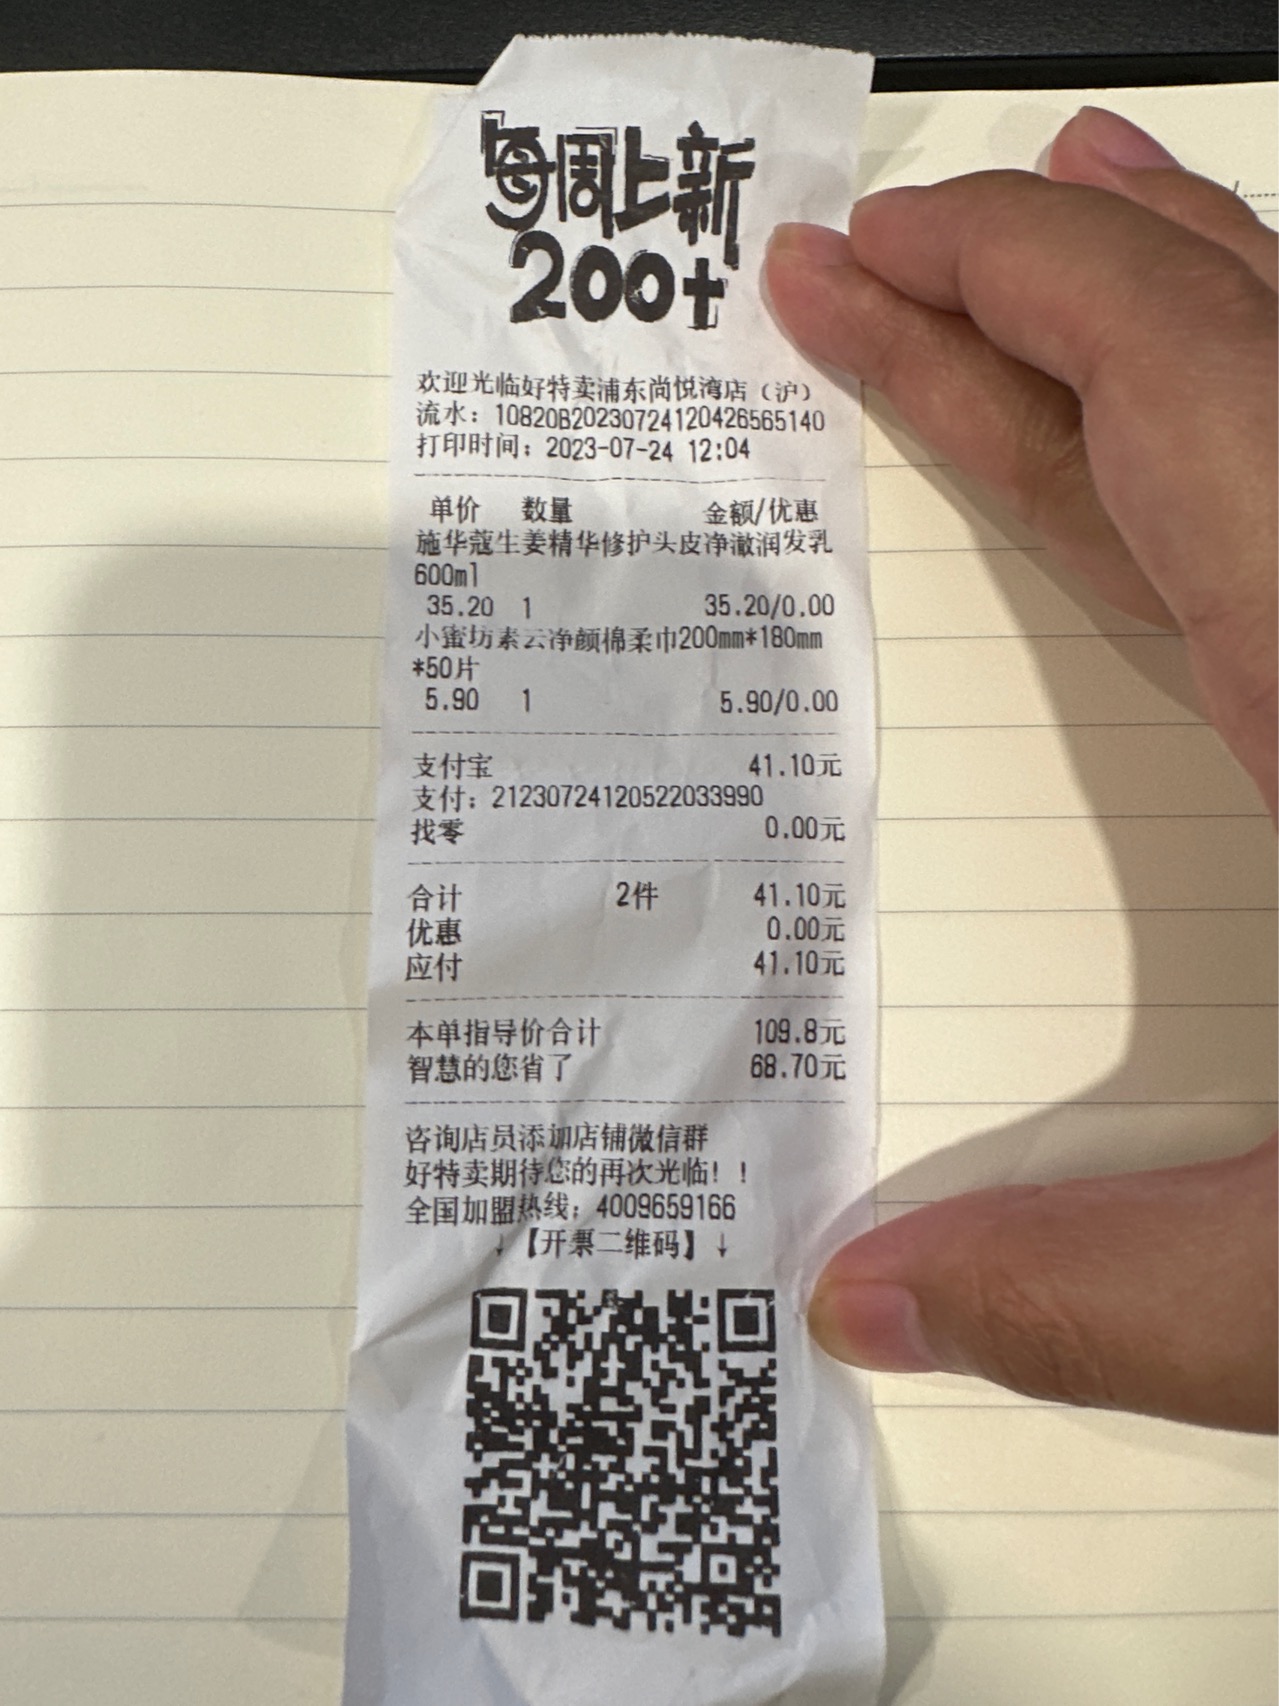 每周上新
200+
欢迎光临好特卖浦东尚悦湾店（沪）
流水：10820B20230724120426565140
打印时间：2023-07-24 12:04
单价 数量 金额/优惠
施华蔻生姜精华修护头皮净澈润发乳
600ml
35.20 1 35.20/0.00
小蜜坊素云净颜棉柔巾200mm*180mm
*50片
5.90 1 5.90/0.00
支付宝 41.10元
支付：21230724120522033990
找零 0.00元
合计 2件 41.10元
优惠 0.00元
应付 41.10元
本单指导价合计 109.8元
智慧的您省了 68.70元
咨询店员添加店铺微信群
好特卖期待您的再次光临！！
全国加盟热线：4009659166
↓【开票二维码】↓